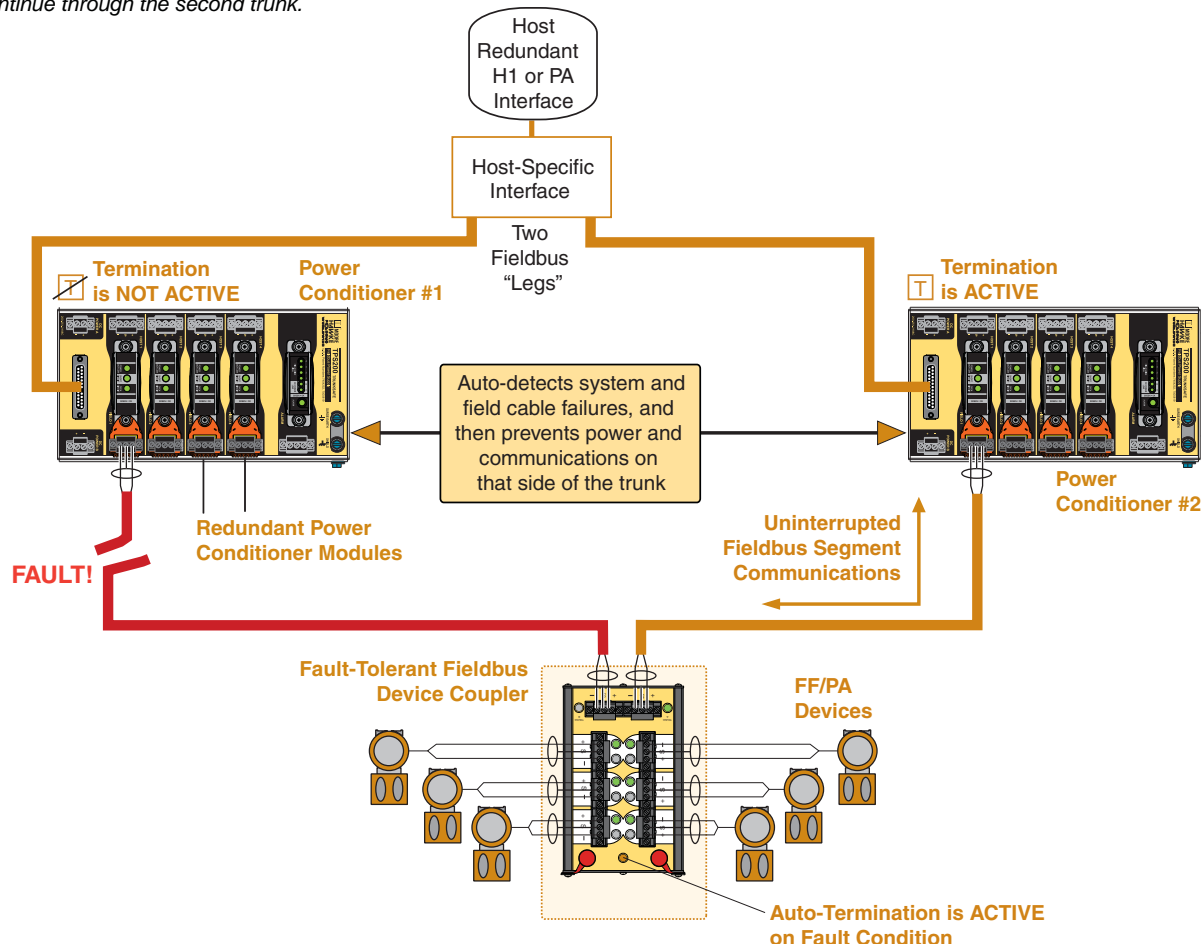 ntinue through the second trunk.
Host
Redundant
H1 or PA
Interface
Host-Specific
Interface
Two
Fieldbus
“Legs”
T
Termination
is NOT ACTIVE
Power
Conditioner #1
T
Termination
is ACTIVE
TPS200
TPS200
Auto-detects system and
field cable failures, and
then prevents power and
communications on
that side of the trunk
Power
Conditioner #2
Redundant Power
Conditioner Modules
Uninterrupted
Fieldbus Segment
Communications
FAULT!
Fault-Tolerant Fieldbus
Device Coupler
FF/PA
Devices
Auto-Termination is ACTIVE
on Fault Condition